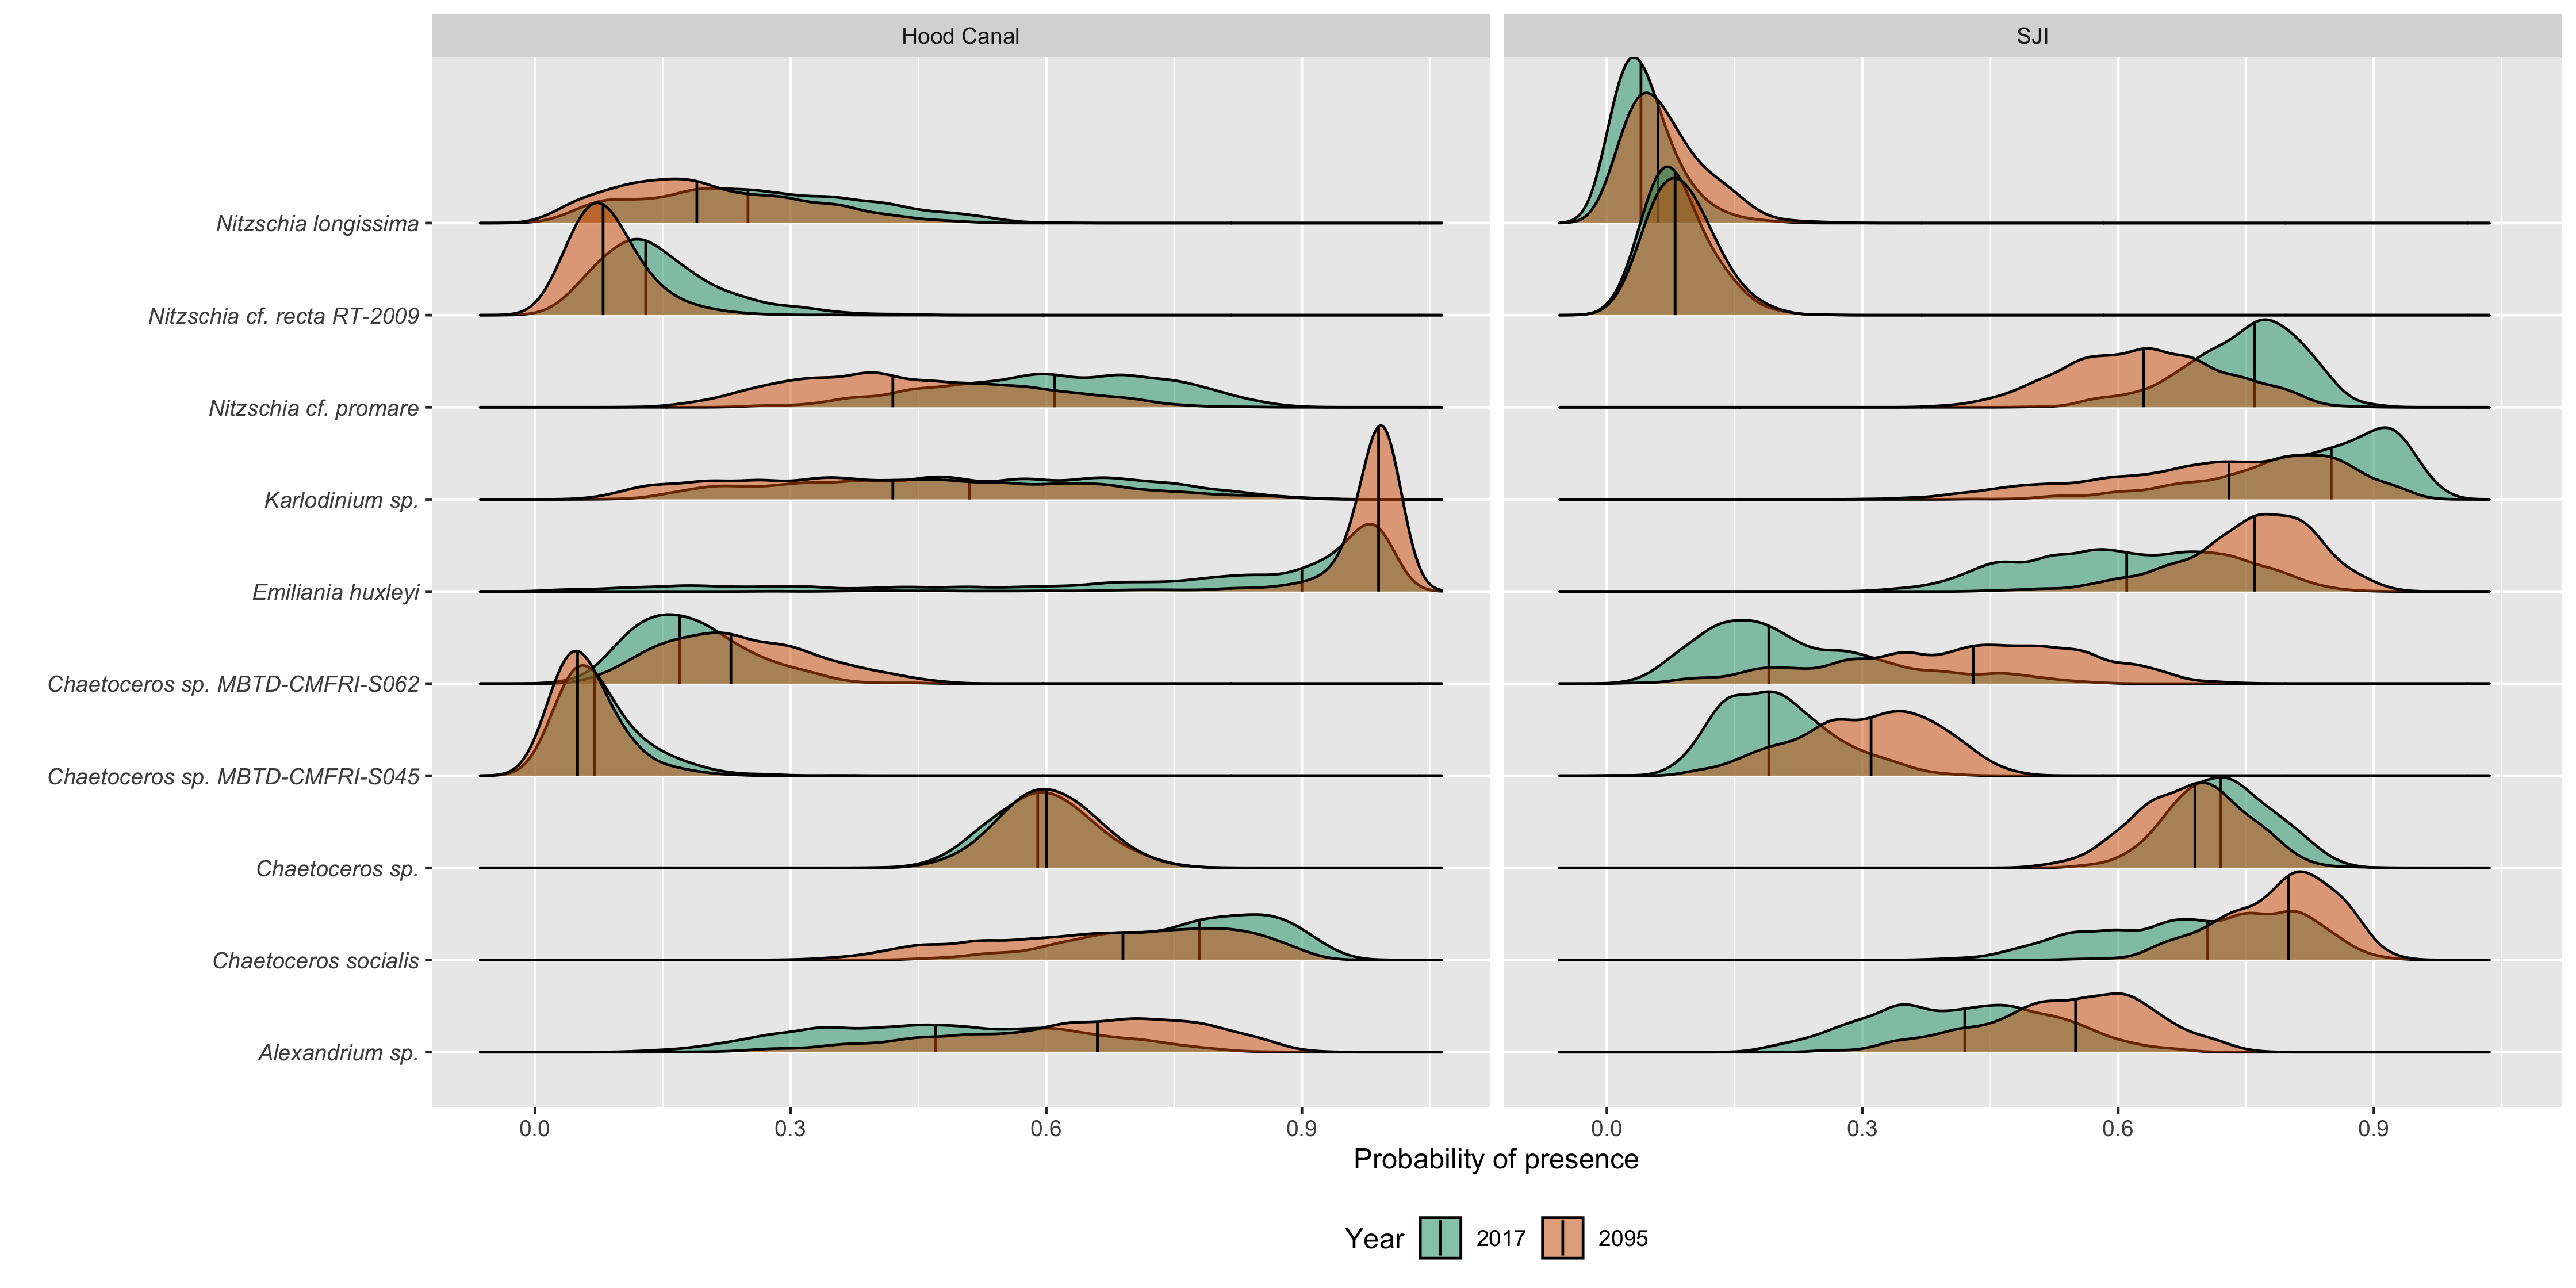 Hood Canal
SJI
Nitzschia longissima
Nitzschia cf. recta RT-2009
Nitzschia cf. promare
Karlodinium sp.
Emiliania huxleyi
Chaetoceros sp. MBTD-CMFRI-S062
Chaetoceros sp. MBTD-CMFRI-S045
Chaetoceros sp.
Chaetoceros socialis
Alexandrium sp.
0.0 0.3 0.6 0.9
0.0 0.3 0.6 0.9
Probability of presence
Year 2017 2095